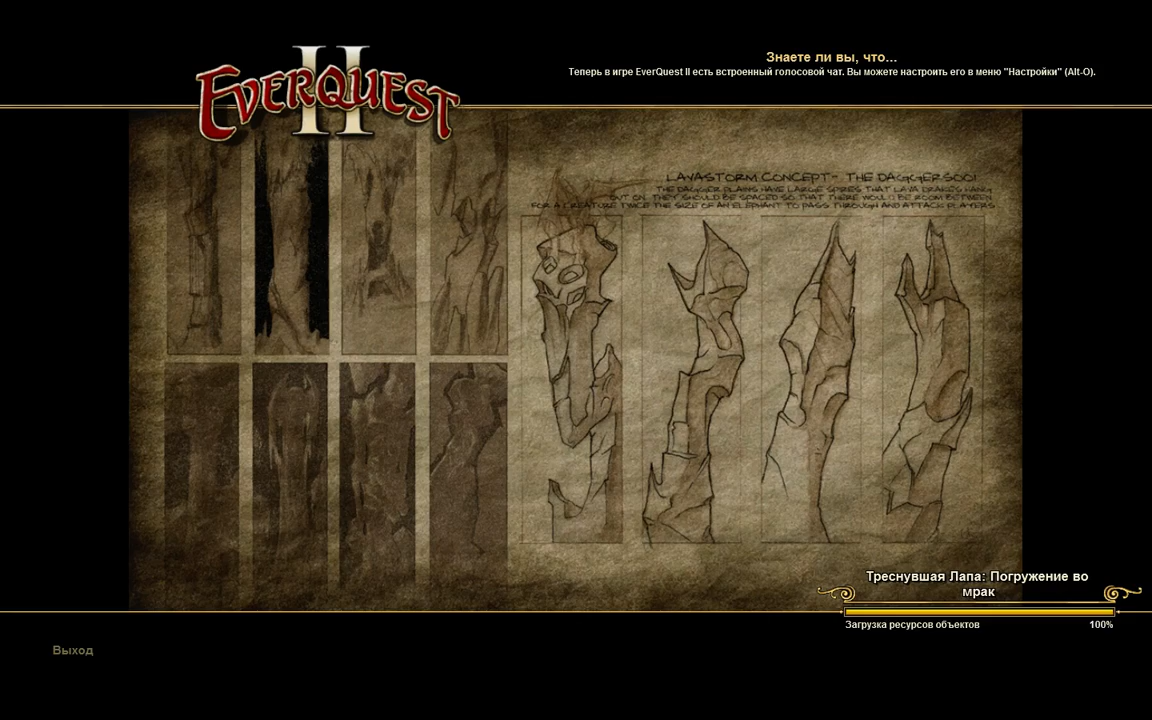 EVERQUEST II
Знаете ли вы, что...
Теперь в игре EverQuest II есть встроенный голосовой чат. Вы можете настроить его в меню "Настройки" (Alt-O).
LAVASTORM CONCEPT - THE DAGGERSOCI
THE DAGGER PLAINS HAVE LARGE SPIRES THAT LAVA DRAKES HANG
OUT ON. THEY SHOULD BE SPACED SO THAT THERE WOULD BE ROOM BETWEEN
FOR A CREATURE TWICE THE SIZE OF AN ELEPHANT TO PASS THROUGH AND ATTACK PLAYERS
Треснувшая Лапа: Погружение во
мрак
Загрузка ресурсов объектов 100%
Выход